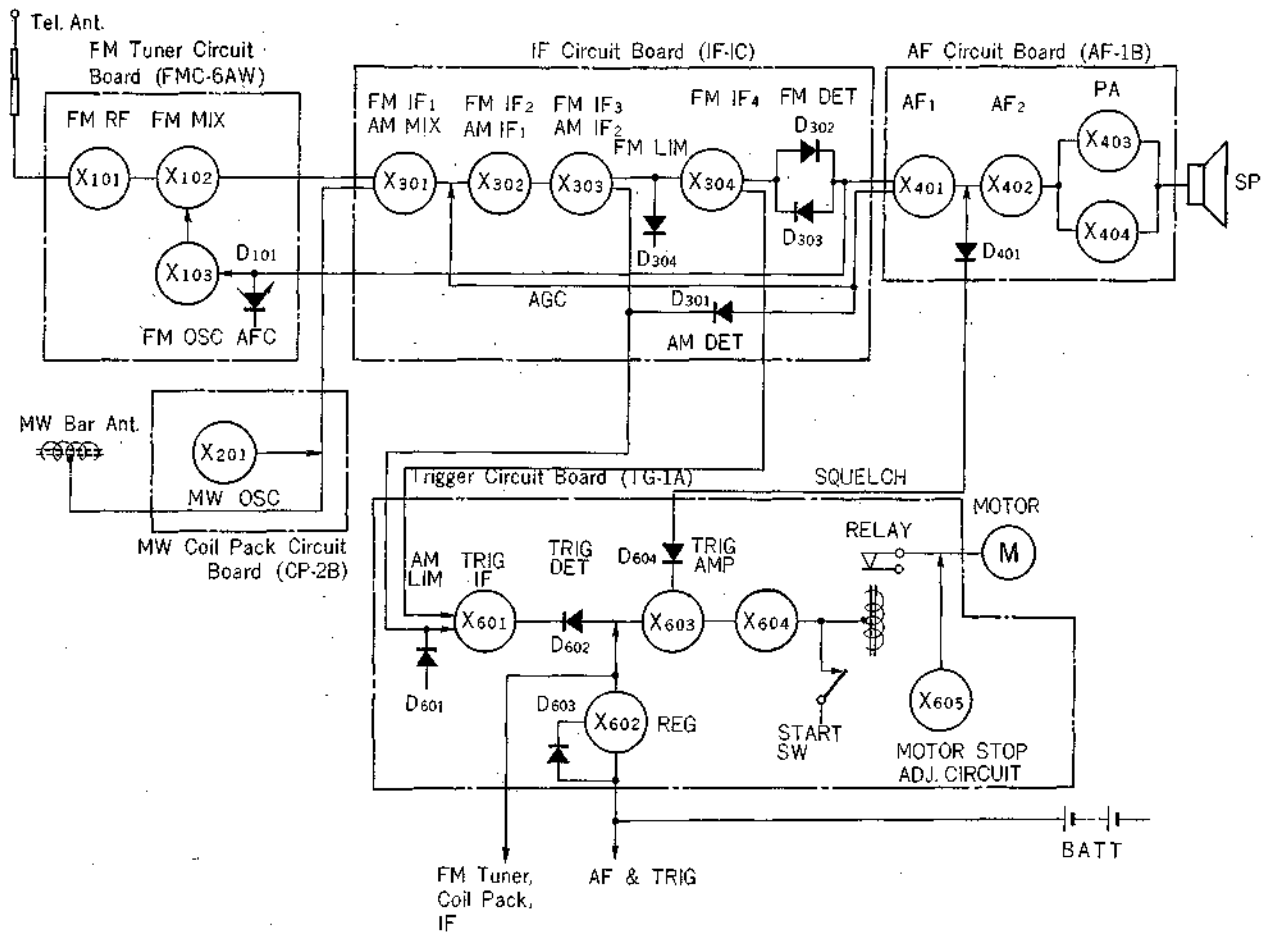 Tel. Ant.
FM Tuner Circuit
Board (FMC-6AW)
FM RF FM MIX
X101
X102
X103
D101
FM OSC AFC
IF Circuit Board (IF-IC)
FM IF1
AM MIX
FM IF2
AM IF1
FM IF3
AM IF2
FM LIM
FM IF4
FM DET
D302
X301
X302
X303
X304
D303
D304
AGC
D301
AM DET
AF Circuit Board (AF-1B)
AF1
AF2
PA
X403
X401
X402
X404
D401
SP
MW Bar Ant.
X201
MW OSC
MW Coil Pack Circuit
Board (CP-2B)
Trigger Circuit Board (TG-1A)
SQUELCH
AM
LIM
TRIG
IF
TRIG
DET
D604
TRIG
AMP
RELAY
MOTOR
M
X601
D602
X603
X604
D601
D603
X602
REG
START
SW
X605
MOTOR STOP
ADJ. CIRCUIT
BATT
FM Tuner,
Coil Pack,
IF
AF & TRIG